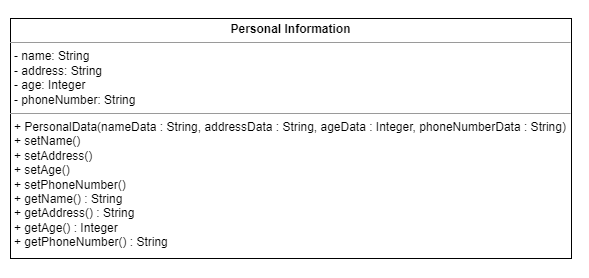 Personal Information
- name: String
- address: String
- age: Integer
- phoneNumber: String
+ PersonalData(nameData : String, addressData : String, ageData : Integer, phoneNumberData : String)
+ setName()
+ setAddress()
+ setAge()
+ setPhoneNumber()
+ getName() : String
+ getAddress() : String
+ getAge() : Integer
+ getPhoneNumber() : String